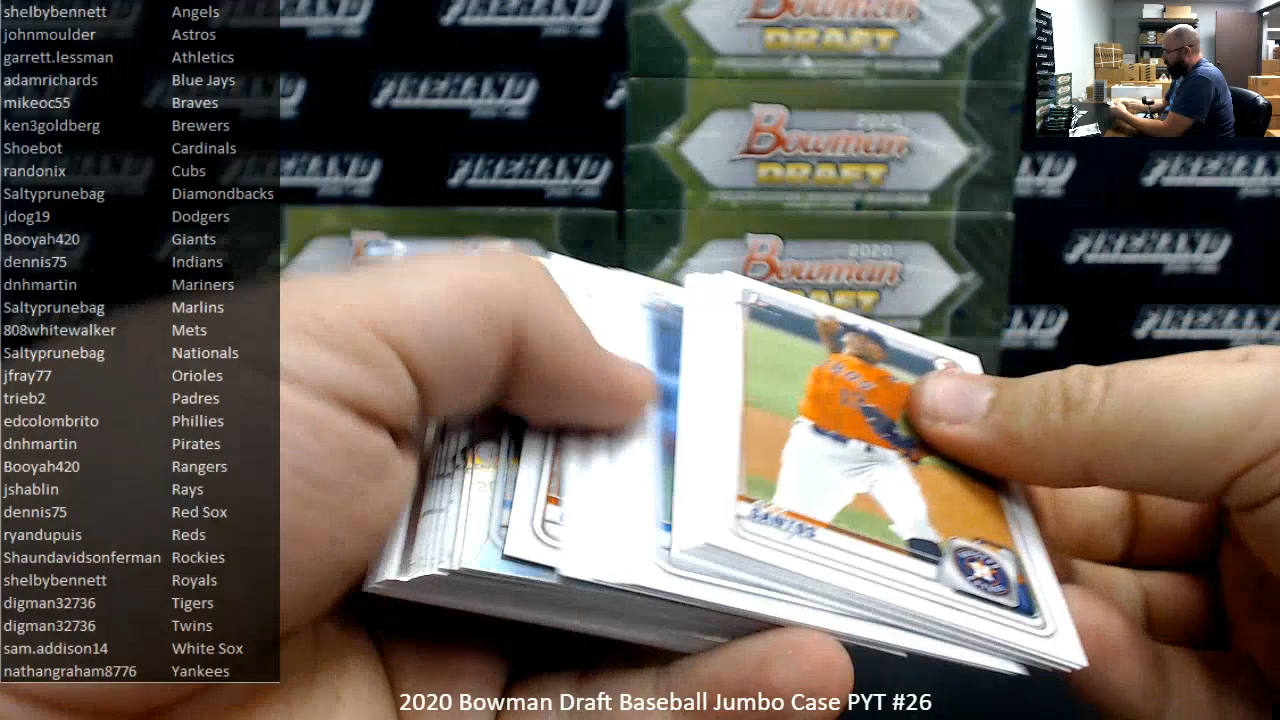 shelbybennett Angels
johnmoulder Astros
garrett.lessman Athletics
adamrichards Blue Jays
mikeoc55 Braves
ken3goldberg Brewers
Shoebot Cardinals
randonix Cubs
Saltyprunebag Diamondbacks
jdog19 Dodgers
Booyah420 Giants
dennis75 Indians
dnhmartin Mariners
Saltyprunebag Marlins
808whitewalker Mets
Saltyprunebag Nationals
jfray77 Orioles
trieb2 Padres
edcolombrito Phillies
dnhmartin Pirates
Booyah420 Rangers
jshablin Rays
dennis75 Red Sox
ryandupuis Reds
Shaundavidsonferman Rockies
shelbybennett Royals
digman32736 Tigers
digman32736 Twins
sam.addison14 White Sox
nathangraham8776 Yankees
FIREHAND
FIREHAND
FIREHAND
FIREHAND
FIREHAND
FIREHAND
Bowman
DRAFT
2020
Bowman
DRAFT
2020
Bowman
DRAFT
SANTOS
2020 Bowman Draft Baseball Jumbo Case PYT #26